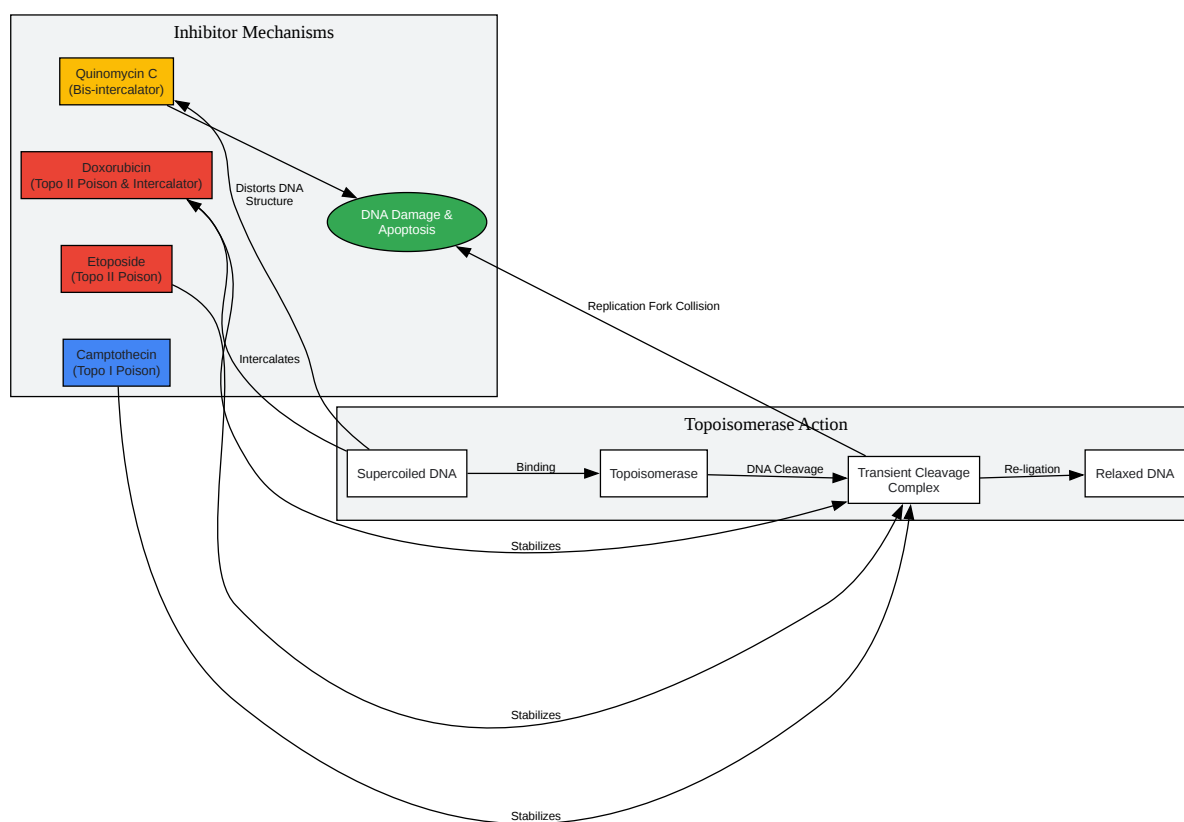 Inhibitor Mechanisms
Quinomycin C
(Bis-intercalator)
Doxorubicin
(Topo II Poison & Intercalator)
Distorts DNA
Structure
DNA Damage &
Apoptosis
Etoposide
(Topo II Poison)
Replication Fork Collision
Camptothecin
(Topo I Poison)
Intercalates
Topoisomerase Action
Supercoiled DNA
Binding
Topoisomerase
DNA Cleavage
Transient Cleavage
Complex
Re-ligation
Relaxed DNA
Stabilizes
Stabilizes
Stabilizes